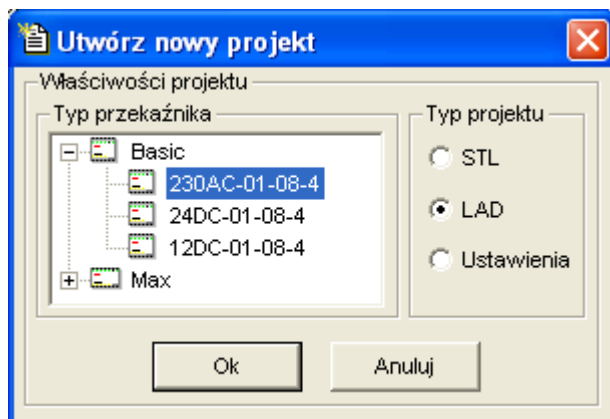 Utwórz nowy projekt
Właściwości projektu
Typ przekaźnika
Basic
230AC-01-08-4
24DC-01-08-4
12DC-01-08-4
Max
Typ projektu
STL
LAD
Ustawienia
Ok
Anuluj